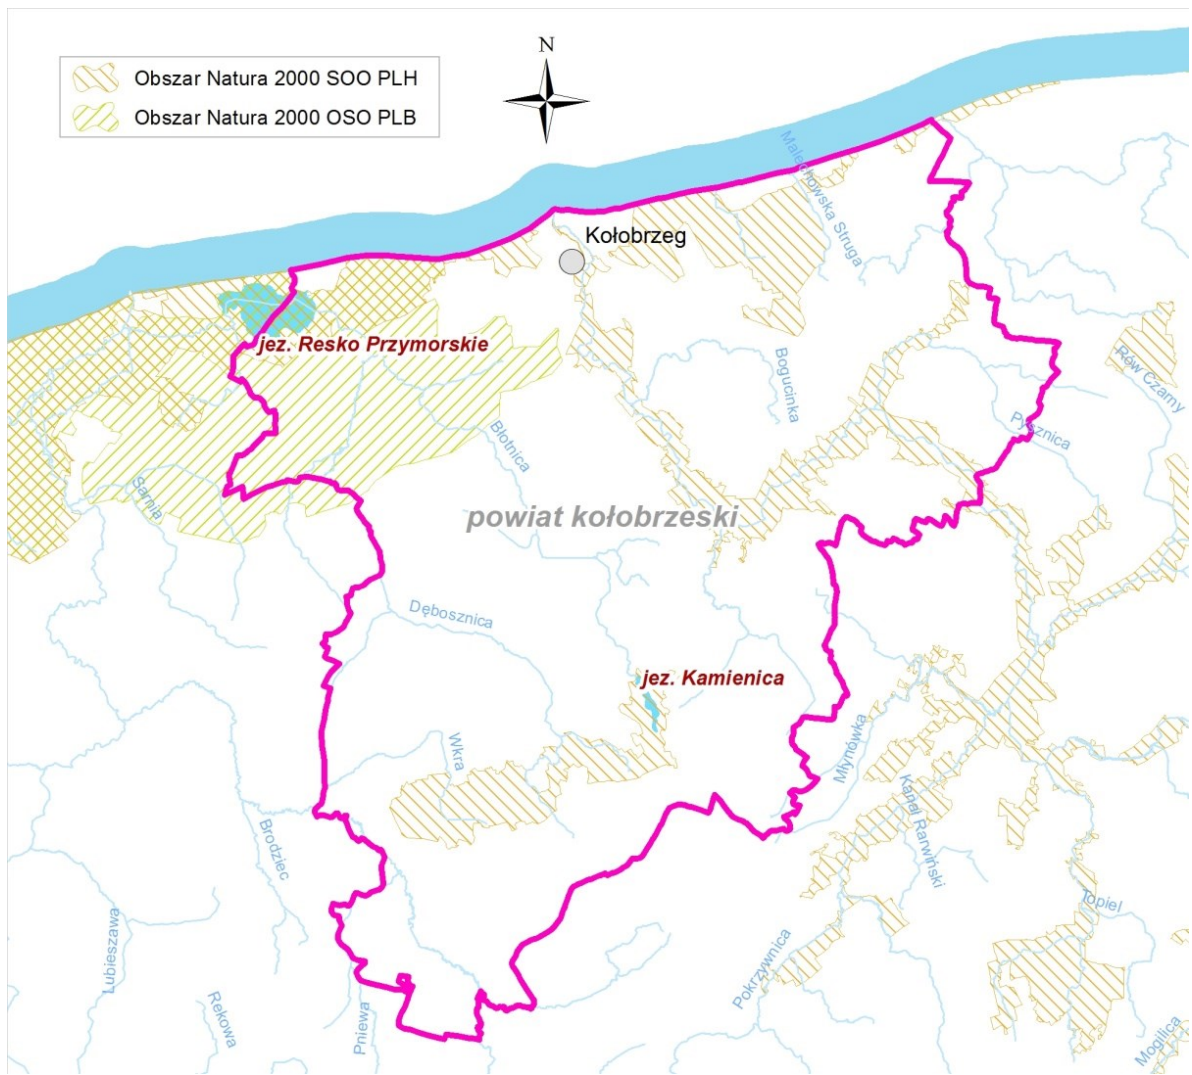 N
Obszar Natura 2000 SOO PLH
Obszar Natura 2000 OSO PLB
Malechowska Struga
Kołobrzeg
jez. Resko Przymorskie
Bogucinka
Rów Czarny
Pysznica
Błotnica
Sarnia
powiat kołobrzeski
Dębosznica
jez. Kamienica
Młynówka
Wkra
Kanał Rarwiński
Brodziec
Topiel
Lubieszawa
Pokrzywnica
Rekowa
Pniewa
Mogilica